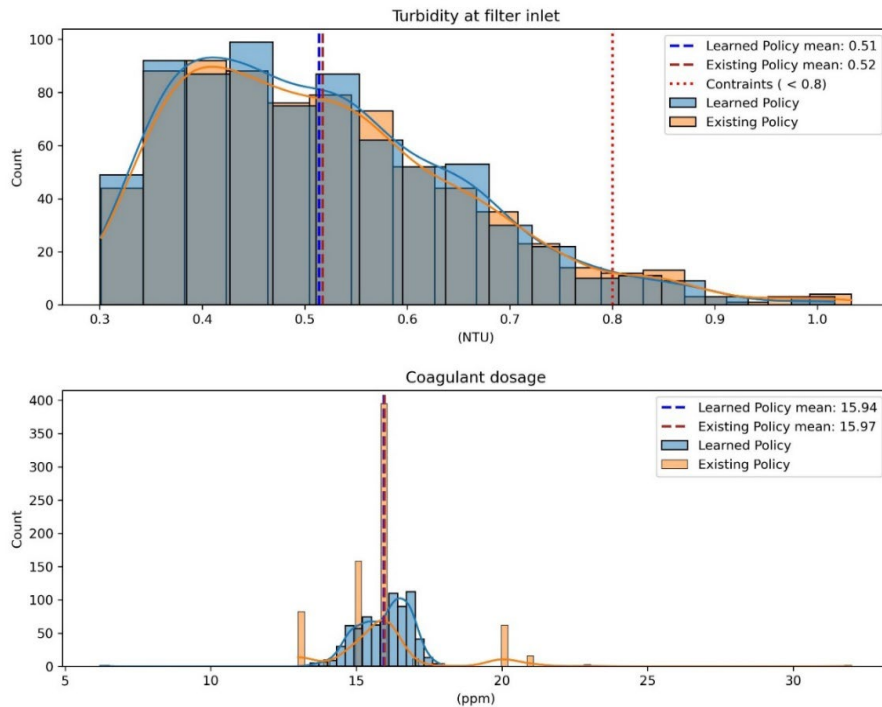 Turbidity at filter inlet
100
80
60
40
20
0
Count
Learned Policy mean: 0.51
Existing Policy mean: 0.52
Contraints ( < 0.8)
Learned Policy
Existing Policy
0.3 0.4 0.5 0.6 0.7 0.8 0.9 1.0
(NTU)
Coagulant dosage
400
350
300
250
200
150
100
50
0
Count
Learned Policy mean: 15.94
Existing Policy mean: 15.97
Learned Policy
Existing Policy
5 10 15 20 25 30
(ppm)